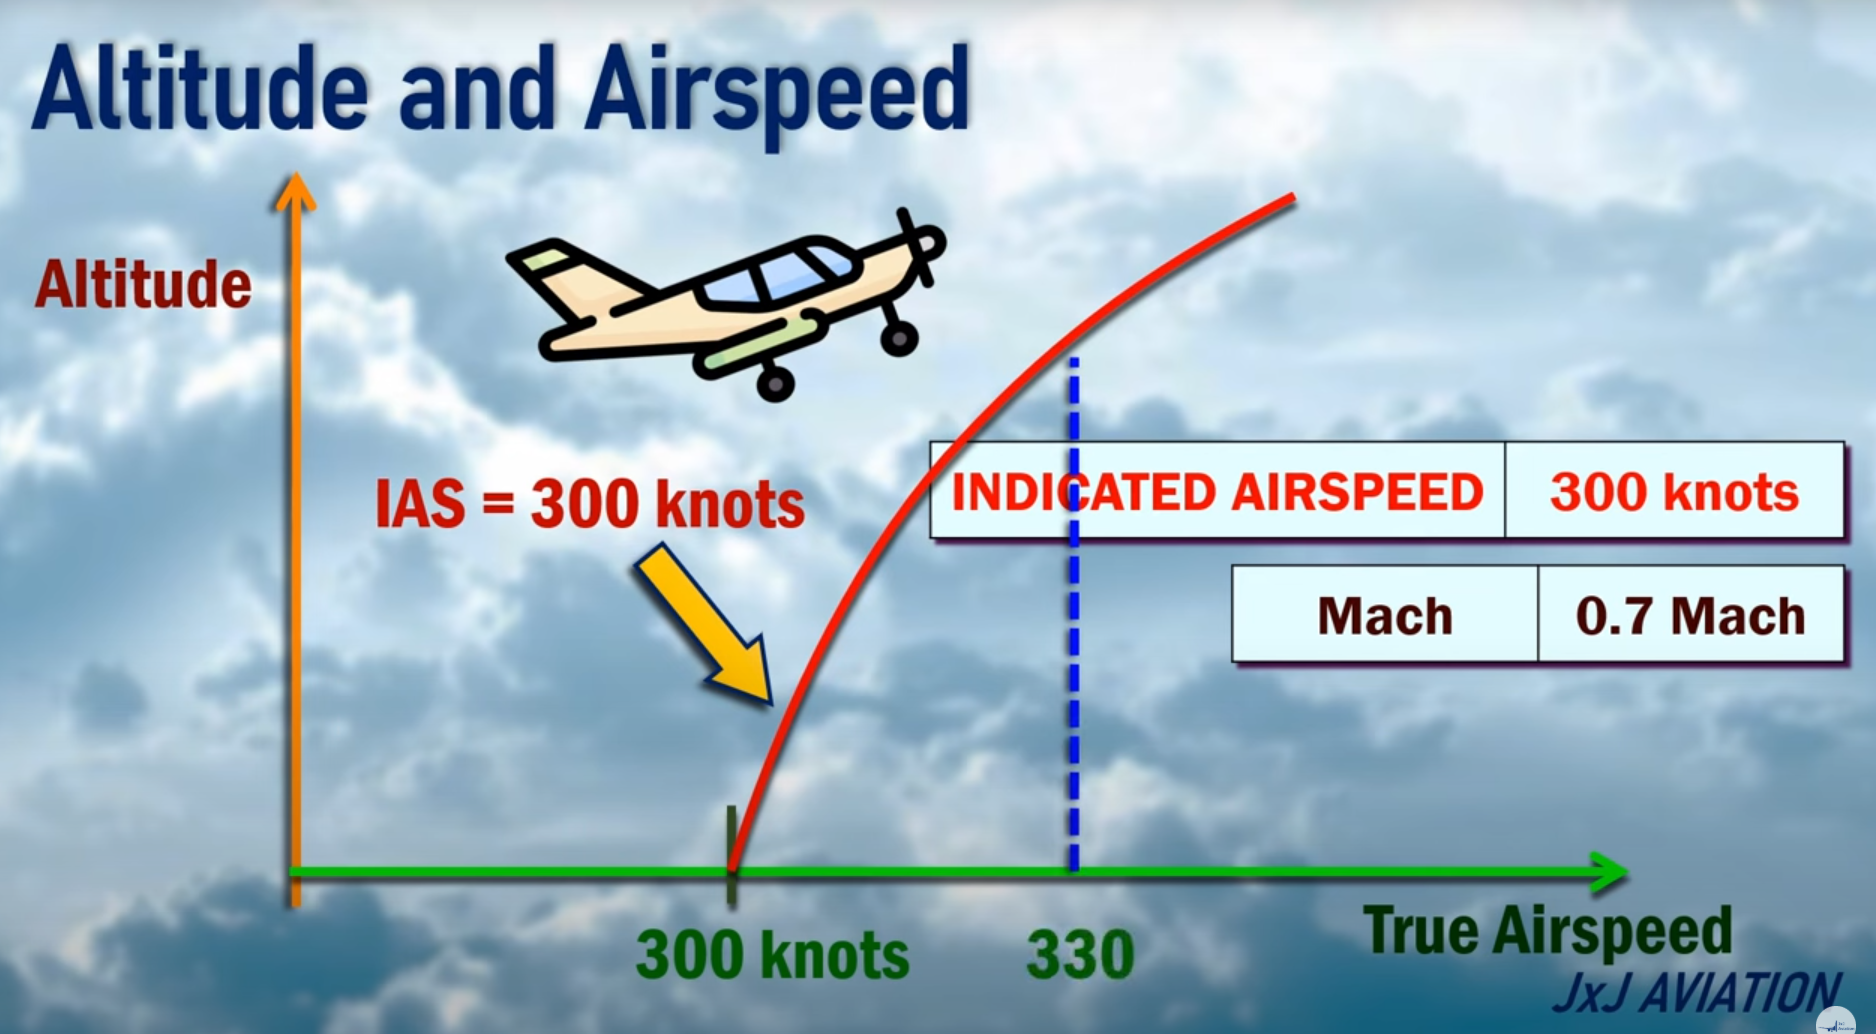 Altitude and Airspeed
Altitude
IAS = 300 knots
INDICATED AIRSPEED 300 knots
Mach 0.7 Mach
300 knots 330
True Airspeed
JxJ AVIATION